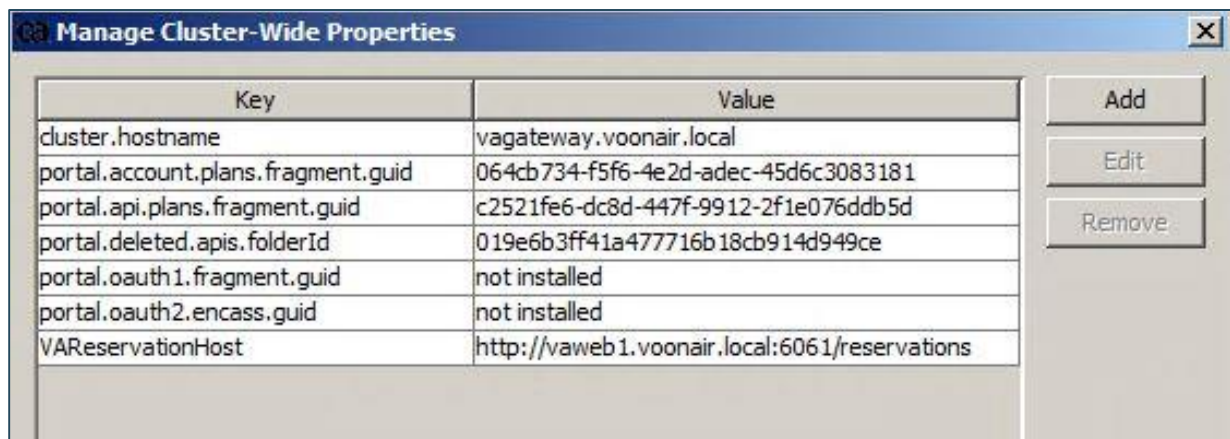 ca Manage Cluster-Wide Properties
Key Value Add
cluster.hostname vagateway.voonair.local
portal.account.plans.fragment.guid 064cb734-f5f6-4e2d-adec-45d6c3083181 Edit
portal.api.plans.fragment.guid c2521fe6-dc8d-447f-9912-2f1e076ddb5d
portal.deleted.apis.folderId 019e6b3ff41a477716b18cb914d949ce Remove
portal.oauth1.fragment.guid not installed
portal.oauth2.encass.guid not installed
VAReservationHost http://vaweb1.voonair.local:6061/reservations